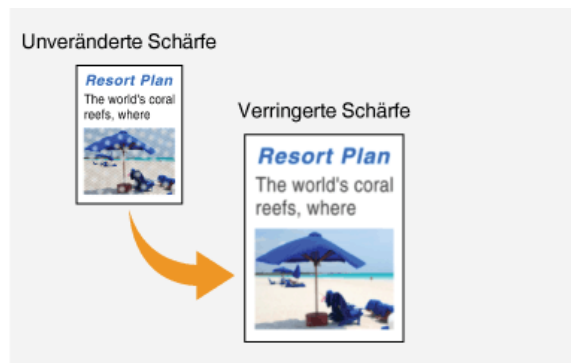 Unveränderte Schärfe
Resort Plan
The world's coral
reefs, where
Verringerte Schärfe
Resort Plan
The world's coral
reefs, where